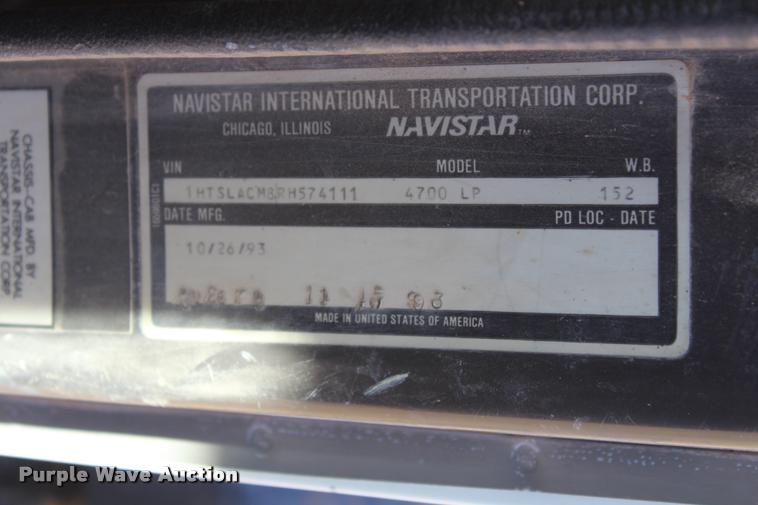 NAVISTAR INTERNATIONAL TRANSPORTATION CORP.
CHICAGO, ILLINOIS NAVISTAR TM
VIN MODEL W.B.
1HTSLACM8RH574111 4700 LP 152
DATE MFG. PD LOC - DATE
10/26/93
11 15 93
MADE IN UNITED STATES OF AMERICA
CHASSIS-CAB MFD. BY
NAVISTAR INTERNATIONAL
TRANSPORTATION CORP
Purple Wave Auction